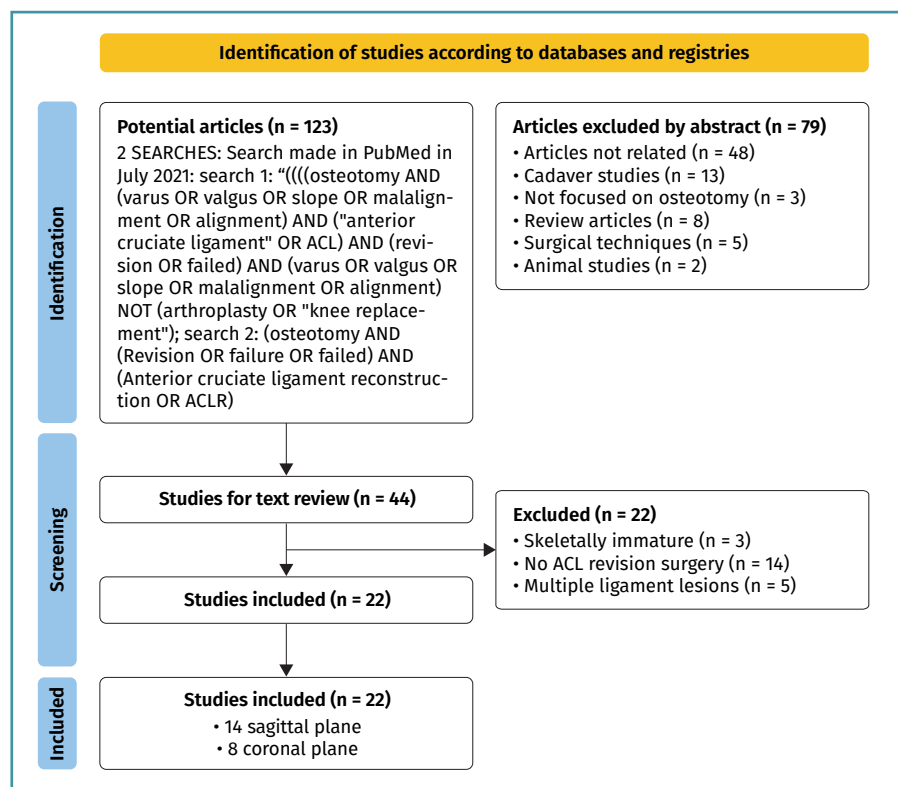 Identification of studies according to databases and registries
Identification
Potential articles (n = 123)
2 SEARCHES: Search made in PubMed in
July 2021: search 1: “((((osteotomy AND
(varus OR valgus OR slope OR malalign-
ment OR alignment) AND ("anterior
cruciate ligament" OR ACL) AND (revi-
sion OR failed) AND (varus OR valgus OR
slope OR malalignment OR alignment)
NOT (arthroplasty OR "knee replace-
ment"); search 2: (osteotomy AND
(Revision OR failure OR failed) AND
(Anterior cruciate ligament reconstruc-
tion OR ACLR)
Articles excluded by abstract (n = 79)
• Articles not related (n = 48)
• Cadaver studies (n = 13)
• Not focused on osteotomy (n = 3)
• Review articles (n = 8)
• Surgical techniques (n = 5)
• Animal studies (n = 2)
Screening
Studies for text review (n = 44)
Excluded (n = 22)
• Skeletally immature (n = 3)
• No ACL revision surgery (n = 14)
• Multiple ligament lesions (n = 5)
Studies included (n = 22)
Included
Studies included (n = 22)
• 14 sagittal plane
• 8 coronal plane